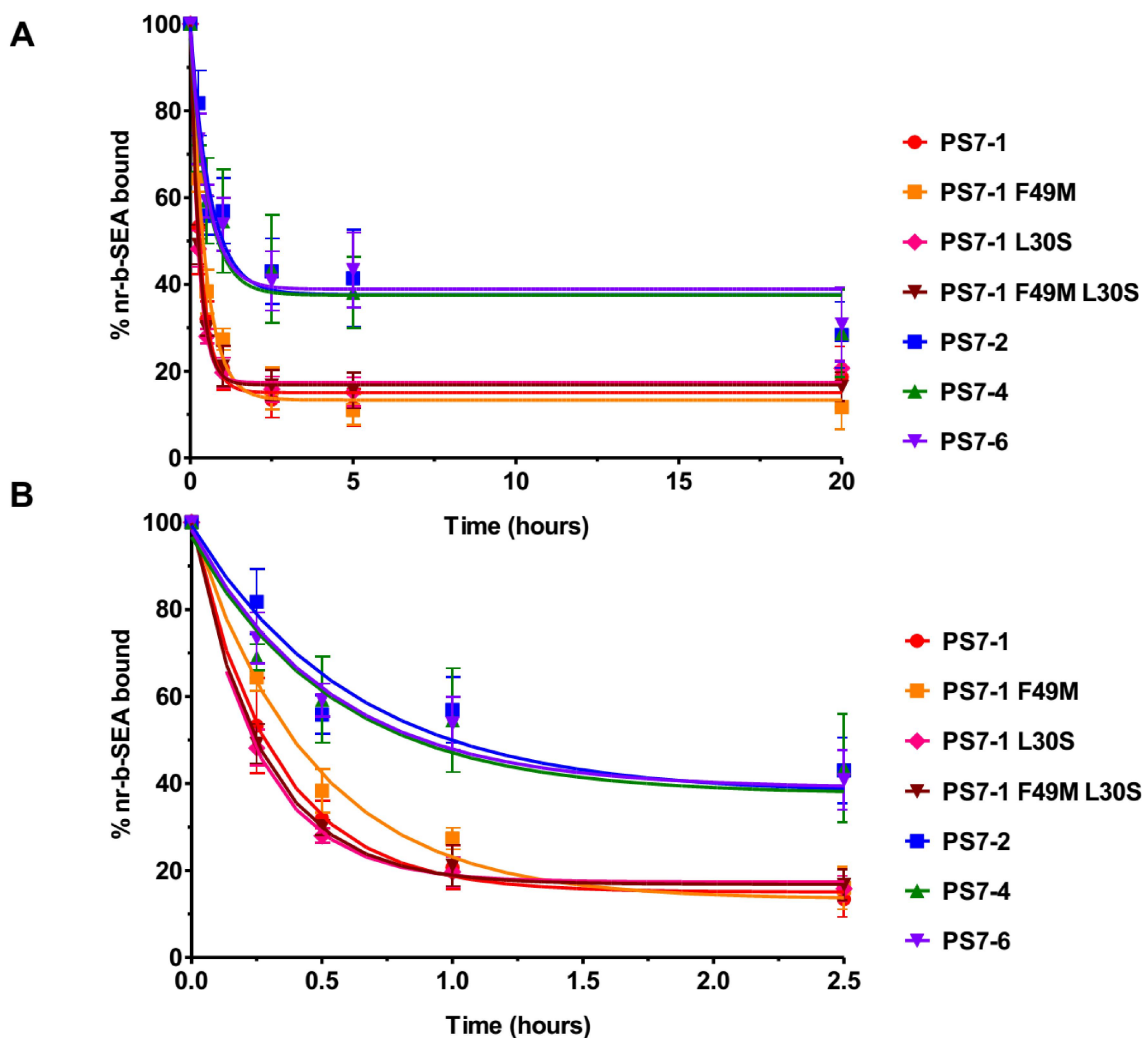 A
% nr-b-SEA bound
100
80
60
40
20
0
0
5
10
15
20
Time (hours)
PS7-1
PS7-1 F49M
PS7-1 L30S
PS7-1 F49M L30S
PS7-2
PS7-4
PS7-6
B
% nr-b-SEA bound
100
80
60
40
20
0
0.0
0.5
1.0
1.5
2.0
2.5
Time (hours)
PS7-1
PS7-1 F49M
PS7-1 L30S
PS7-1 F49M L30S
PS7-2
PS7-4
PS7-6